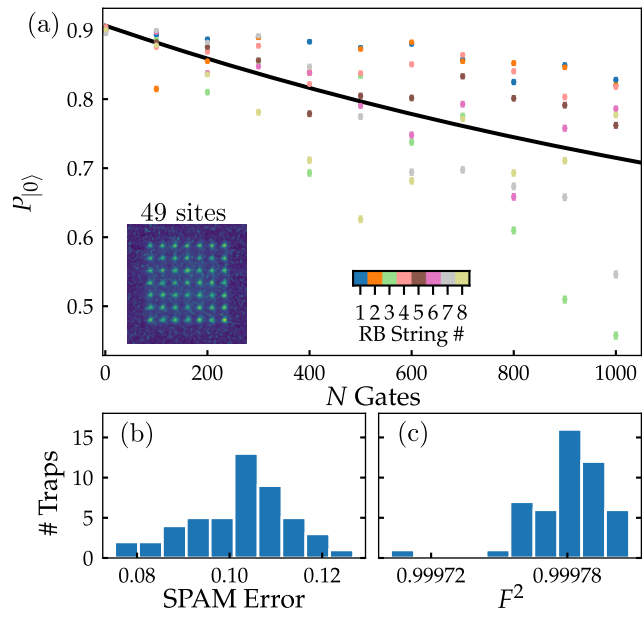 (a)
0.9
0.8
0.7
0.6
0.5
P|0⟩
49 sites
1 2 3 4 5 6 7 8
RB String #
0 200 400 600 800 1000
N Gates
(b)
15
10
5
0
# Traps
0.08 0.10 0.12
SPAM Error
(c)
0.99972 0.99978
F²